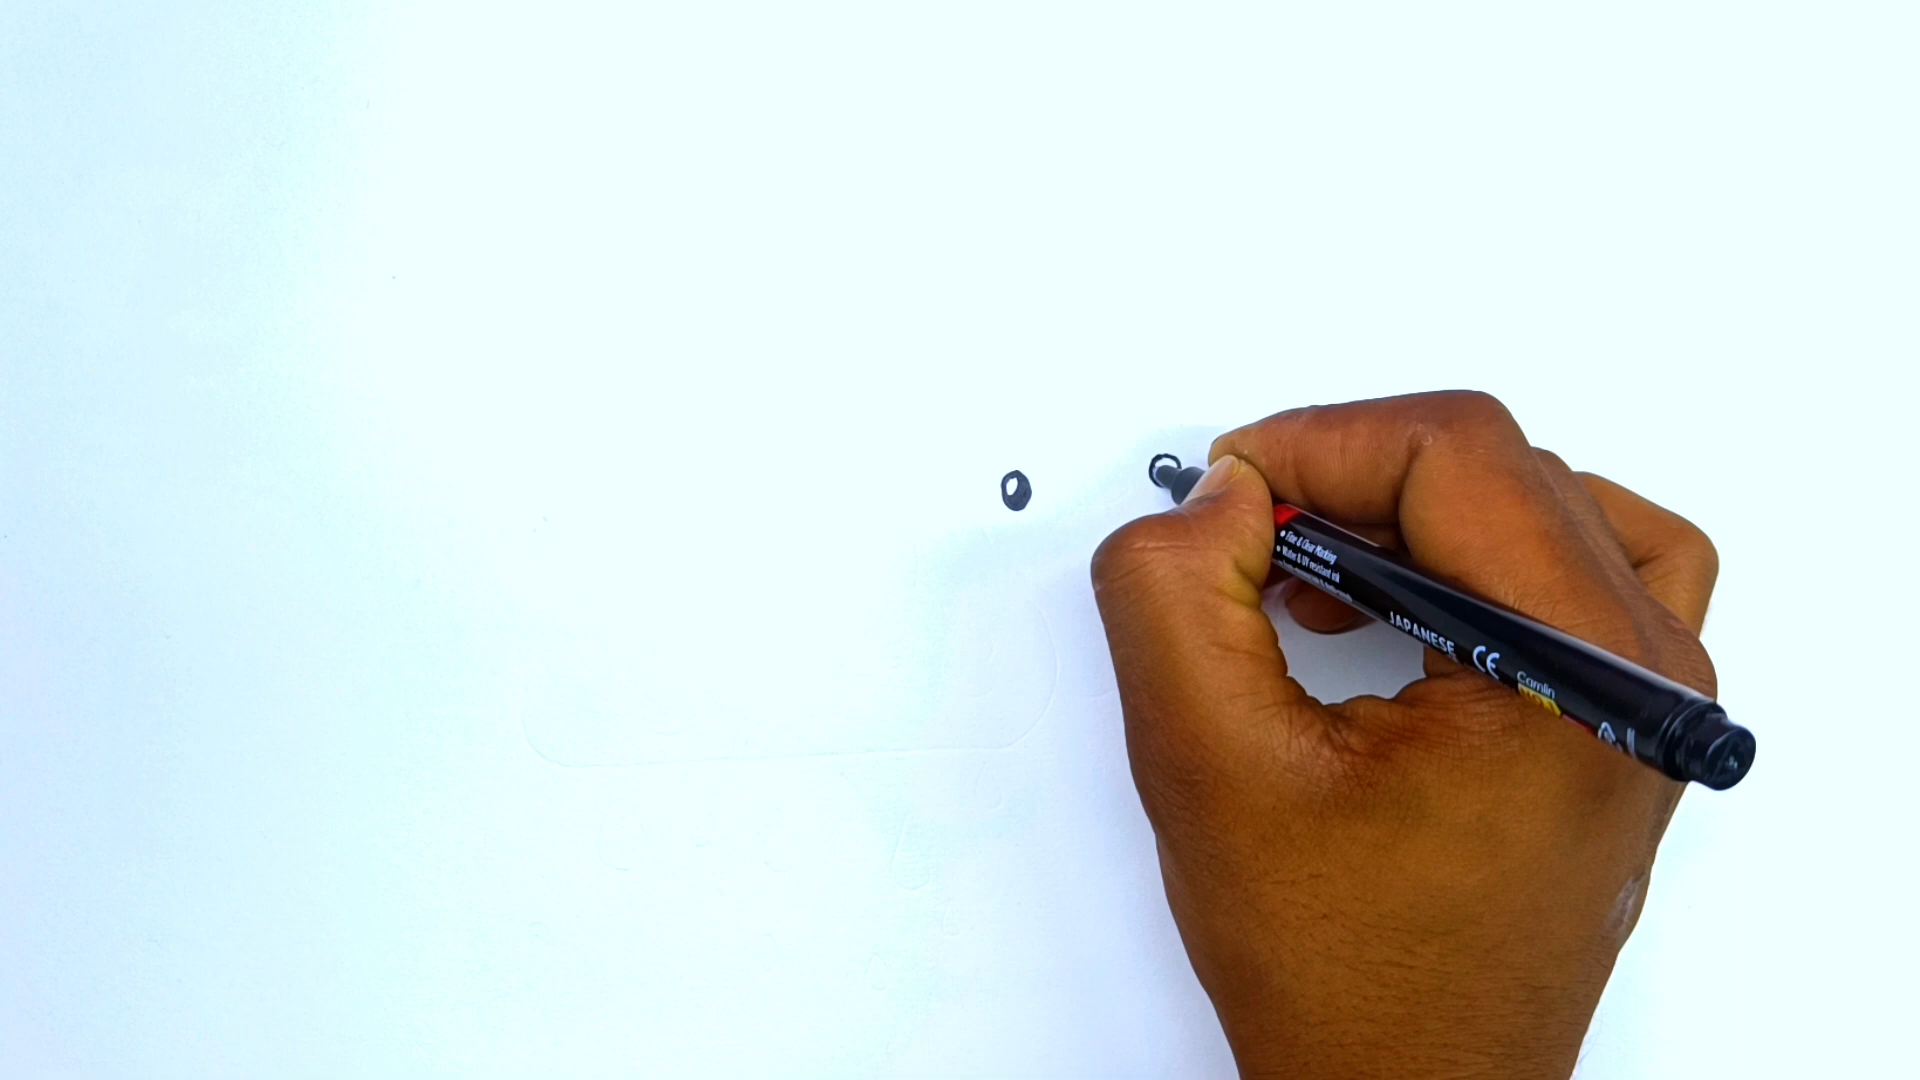 Fine & Clear Marking
Water & UV resistant ink
JAPANESE
CE
Camlin